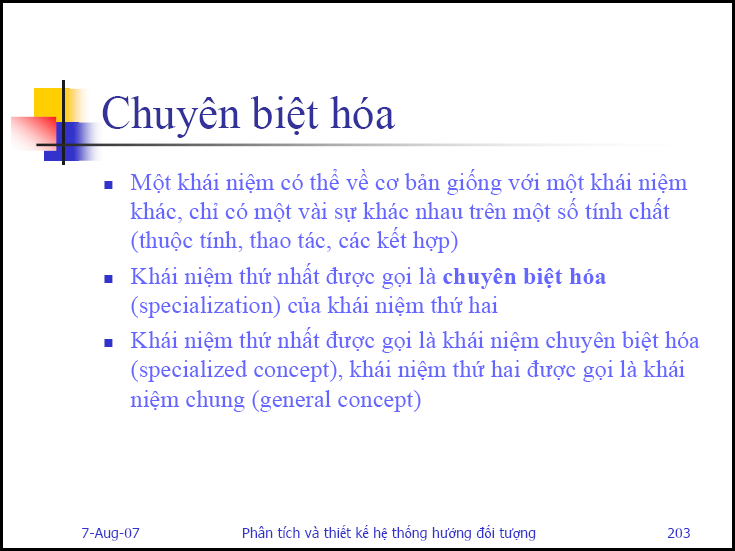 Chuyên biệt hóa
Một khái niệm có thể về cơ bản giống với một khái niệm
khác, chỉ có một vài sự khác nhau trên một số tính chất
(thuộc tính, thao tác, các kết hợp)
Khái niệm thứ nhất được gọi là chuyên biệt hóa
(specialization) của khái niệm thứ hai
Khái niệm thứ nhất được gọi là khái niệm chuyên biệt hóa
(specialized concept), khái niệm thứ hai được gọi là khái
niệm chung (general concept)
7-Aug-07 Phân tích và thiết kế hệ thống hướng đối tượng 203